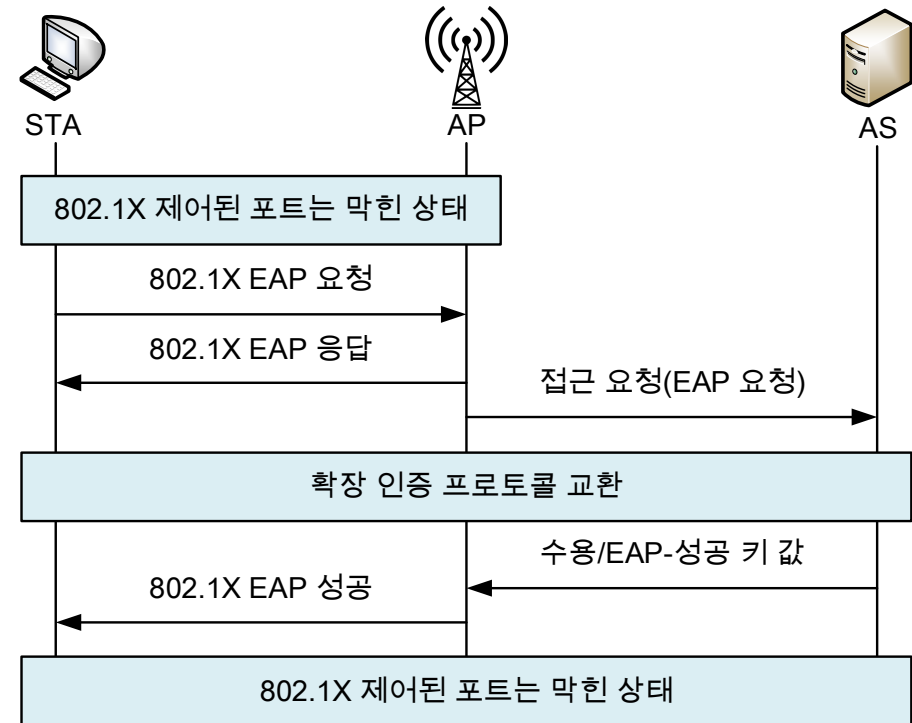 STA
AP
AS
802.1X 제어된 포트는 막힌 상태
802.1X EAP 요청
802.1X EAP 응답
접근 요청(EAP 요청)
확장 인증 프로토콜 교환
수용/EAP-성공 키 값
802.1X EAP 성공
802.1X 제어된 포트는 막힌 상태